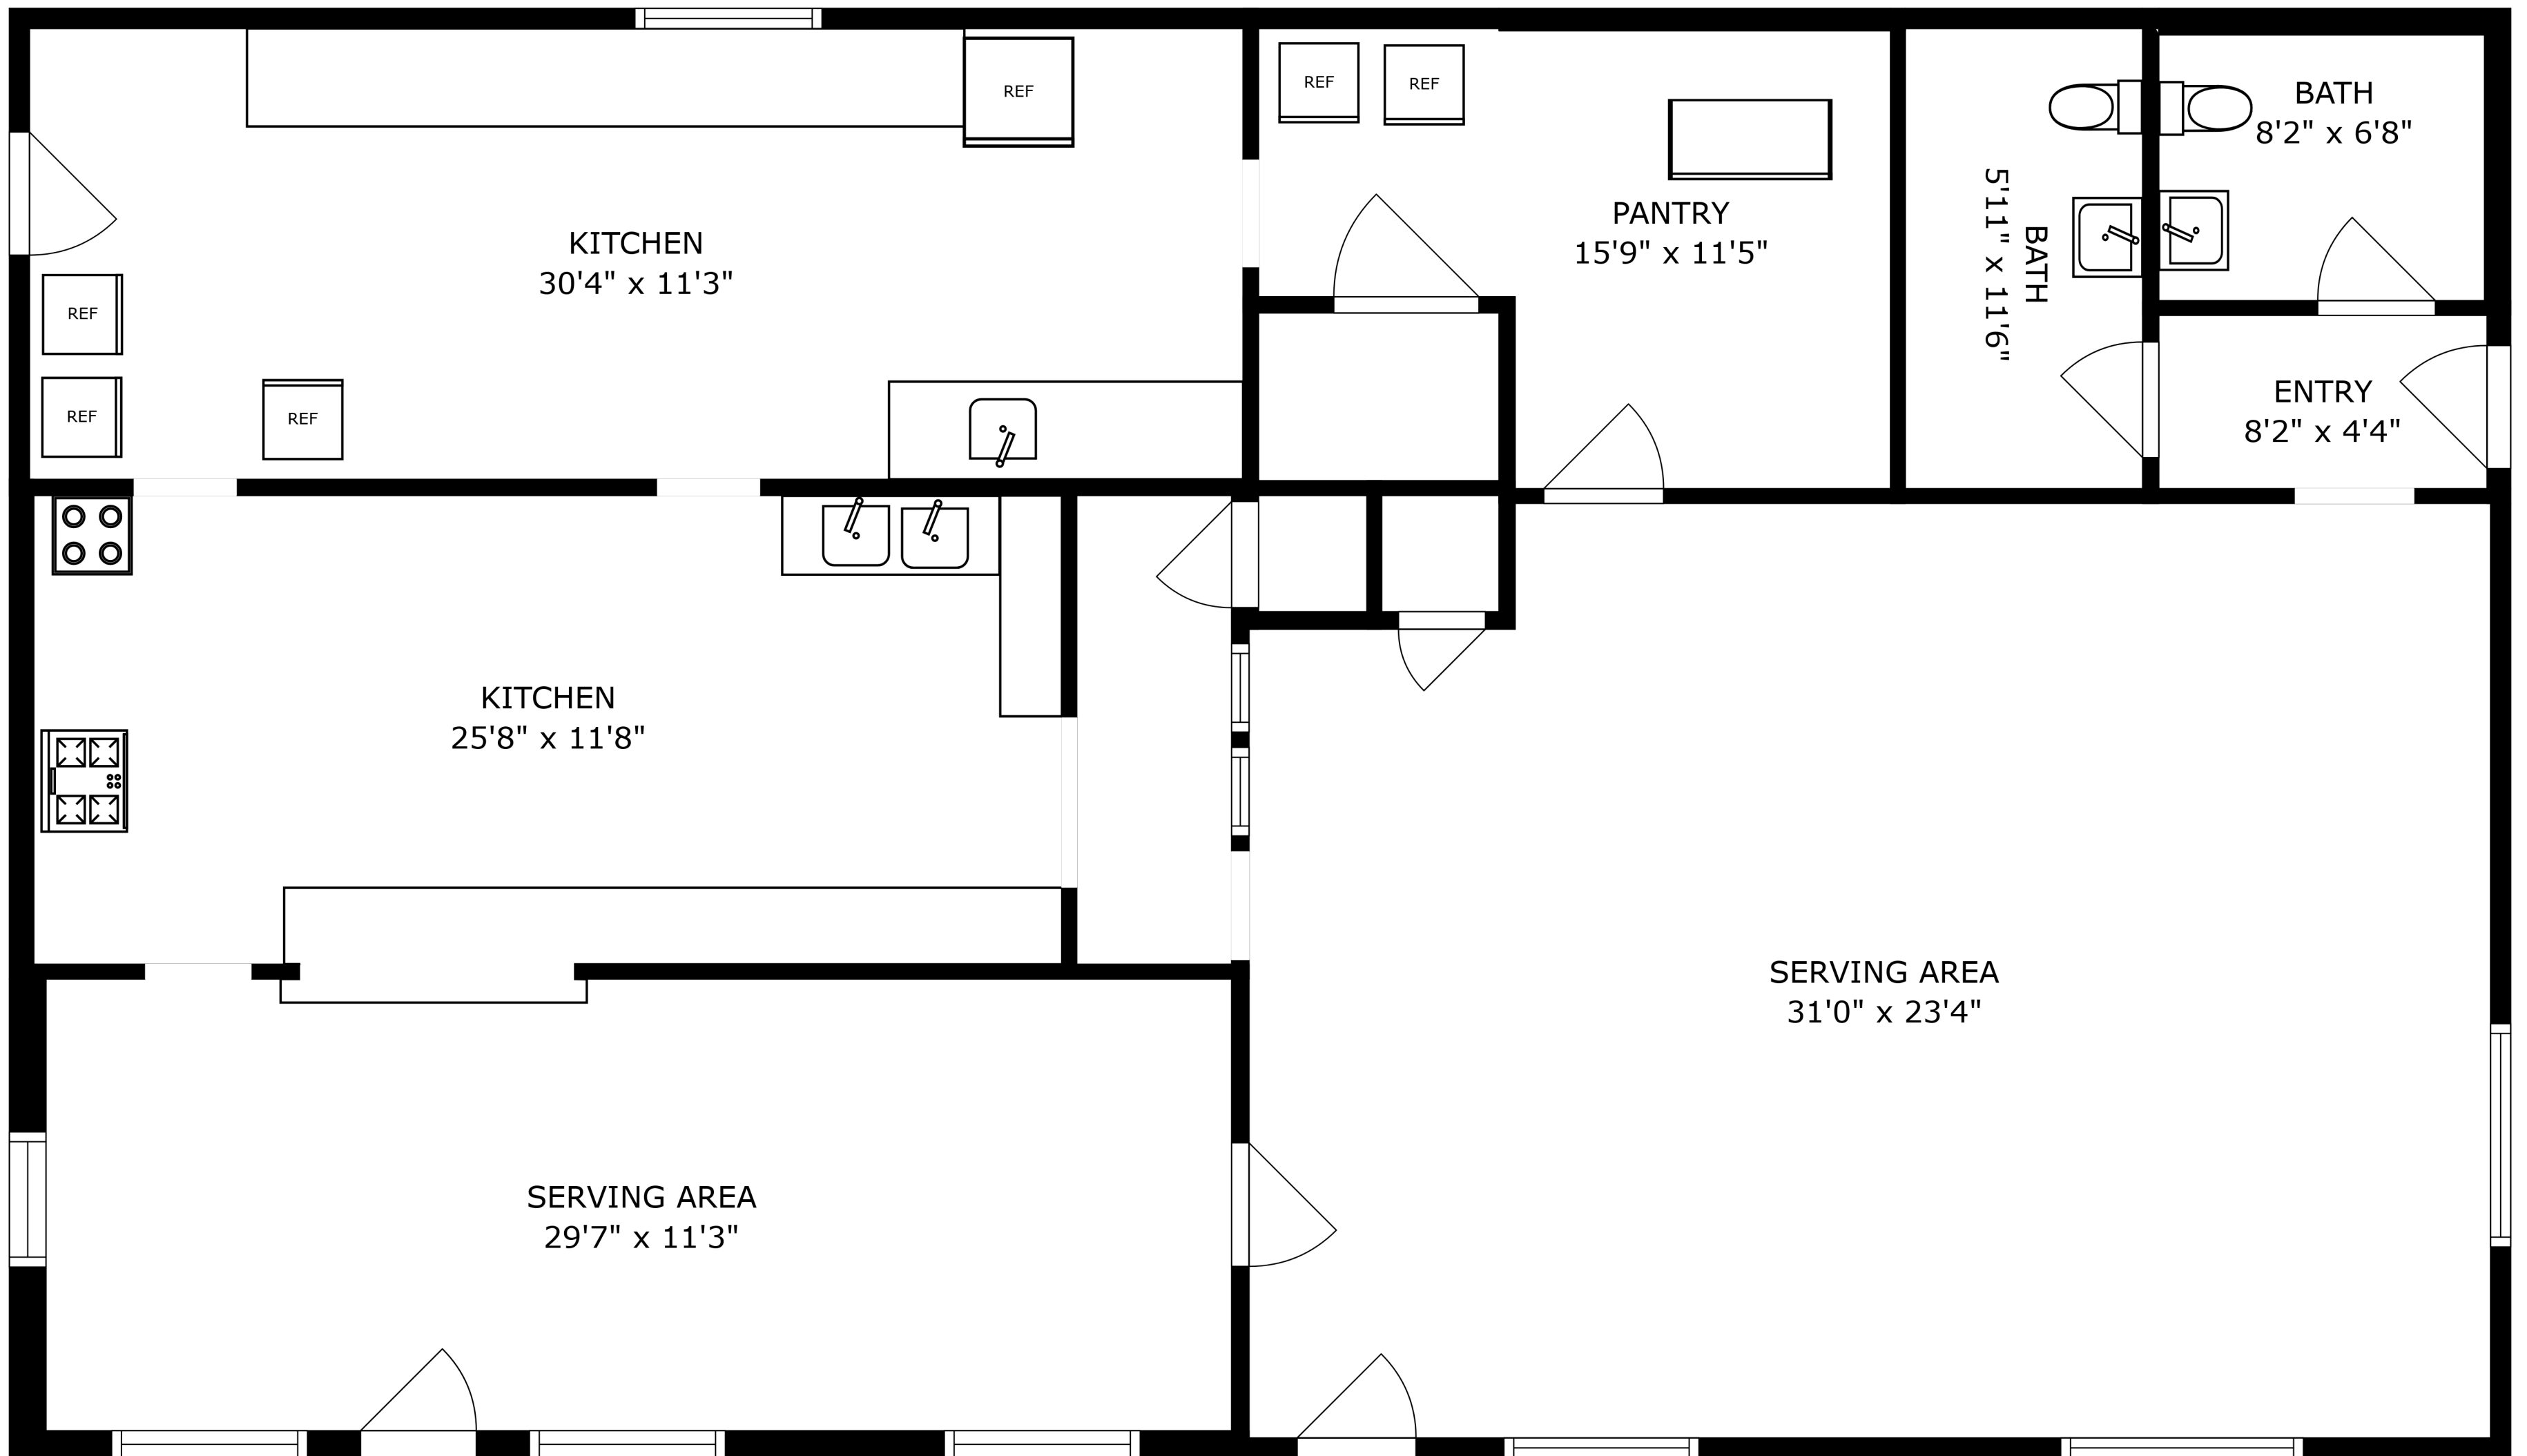 REF
REF
REF
BATH
8'2" x 6'8"
KITCHEN
30'4" x 11'3"
PANTRY
15'9" x 11'5"
BATH
5'11" x 11'6"
REF
REF
REF
ENTRY
8'2" x 4'4"
KITCHEN
25'8" x 11'8"
SERVING AREA
31'0" x 23'4"
SERVING AREA
29'7" x 11'3"